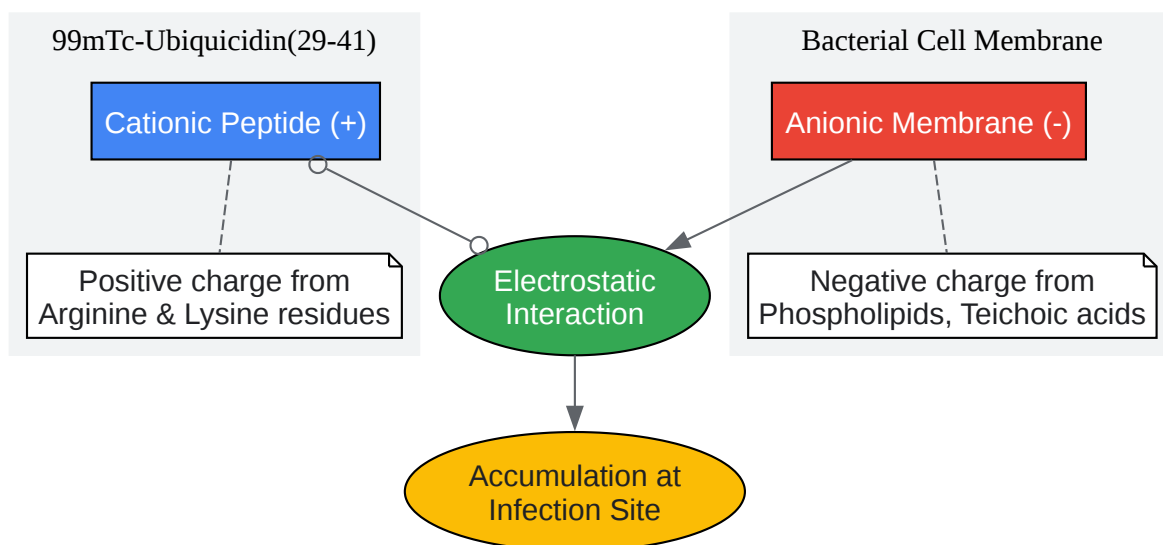 99mTc-Ubiquicidin(29-41)
Cationic Peptide (+)
Positive charge from
Arginine & Lysine residues
Bacterial Cell Membrane
Anionic Membrane (-)
Negative charge from
Phospholipids, Teichoic acids
Electrostatic
Interaction
Accumulation at
Infection Site